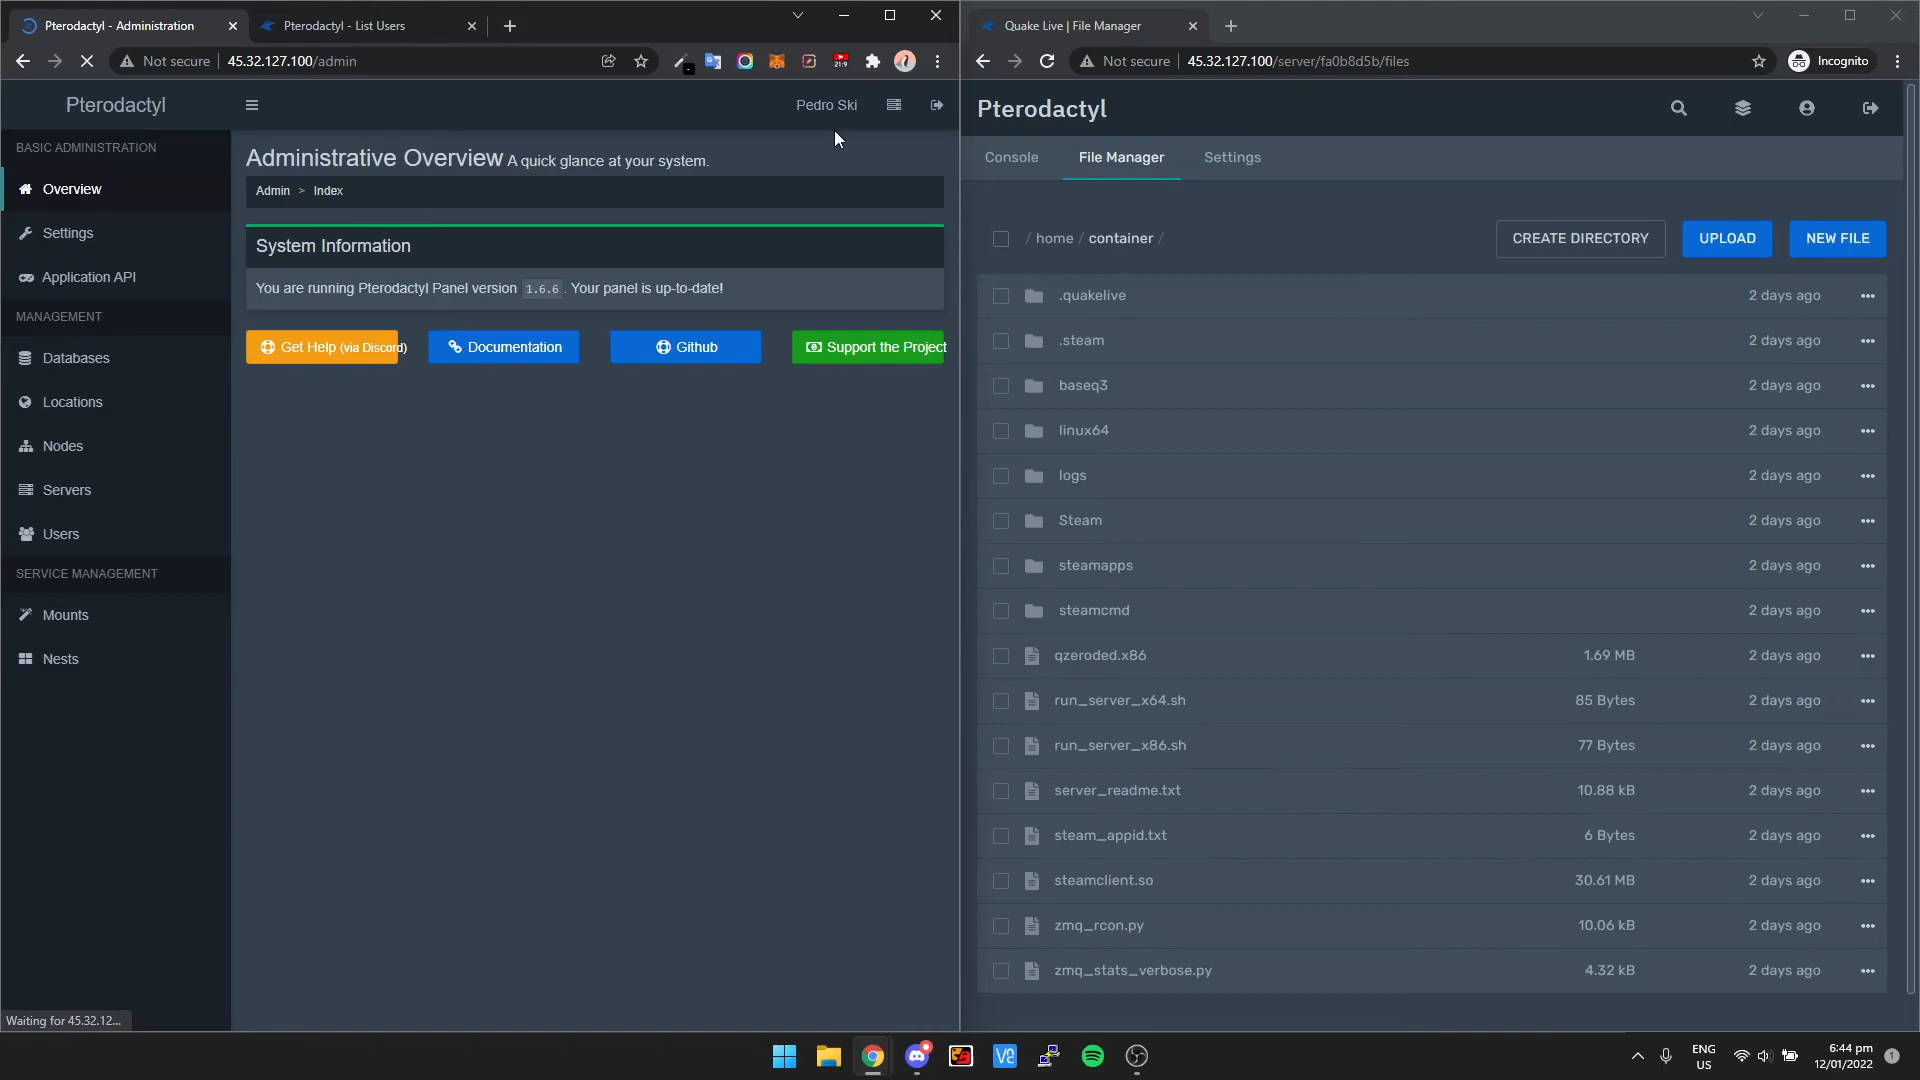 Pterodactyl - Administration
Pterodactyl - List Users
Not secure
45.32.127.100/admin
21:9
Pterodactyl
Pedro Ski
BASIC ADMINISTRATION
Overview
Settings
Application API
MANAGEMENT
Databases
Locations
Nodes
Servers
Users
SERVICE MANAGEMENT
Mounts
Nests
Administrative Overview A quick glance at your system.
Admin > Index
System Information
You are running Pterodactyl Panel version 1.6.6. Your panel is up-to-date!
Get Help (via Discord)
Documentation
Github
Support the Project
Waiting for 45.32.12...
Quake Live | File Manager
Not secure
45.32.127.100/server/fa0b8d5b/files
Incognito
Pterodactyl
Console
File Manager
Settings
/ home / container /
CREATE DIRECTORY
UPLOAD
NEW FILE
.quakelive 2 days ago
.steam 2 days ago
baseq3 2 days ago
linux64 2 days ago
logs 2 days ago
Steam 2 days ago
steamapps 2 days ago
steamcmd 2 days ago
qzeroded.x86 1.69 MB 2 days ago
run_server_x64.sh 85 Bytes 2 days ago
run_server_x86.sh 77 Bytes 2 days ago
server_readme.txt 10.88 kB 2 days ago
steam_appid.txt 6 Bytes 2 days ago
steamclient.so 30.61 MB 2 days ago
zmq_rcon.py 10.06 kB 2 days ago
zmq_stats_verbose.py 4.32 kB 2 days ago
ENG
US
6:44 pm
12/01/2022
1